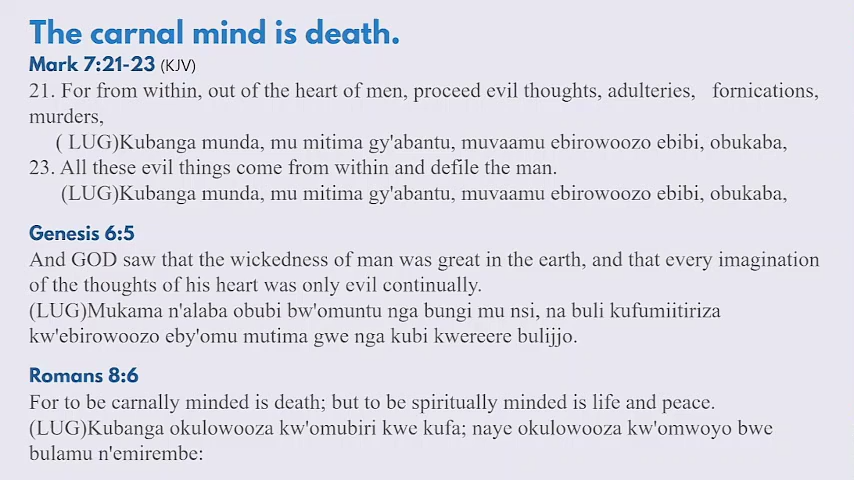 The carnal mind is death.
Mark 7:21-23 (KJV)
21. For from within, out of the heart of men, proceed evil thoughts, adulteries, fornications,
murders,
( LUG)Kubanga munda, mu mitima gy'abantu, muvaamu ebirowoozo ebibi, obukaba,
23. All these evil things come from within and defile the man.
(LUG)Kubanga munda, mu mitima gy'abantu, muvaamu ebirowoozo ebibi, obukaba,
Genesis 6:5
And GOD saw that the wickedness of man was great in the earth, and that every imagination
of the thoughts of his heart was only evil continually.
(LUG)Mukama n'alaba obubi bw'omuntu nga bungi mu nsi, na buli kufumiitiriza
kw'ebirowoozo eby'omu mutima gwe nga kubi kwereere bulijjo.
Romans 8:6
For to be carnally minded is death; but to be spiritually minded is life and peace.
(LUG)Kubanga okulowooza kw'omubiri kwe kufa; naye okulowooza kw'omwoyo bwe
bulamu n'emirembe: